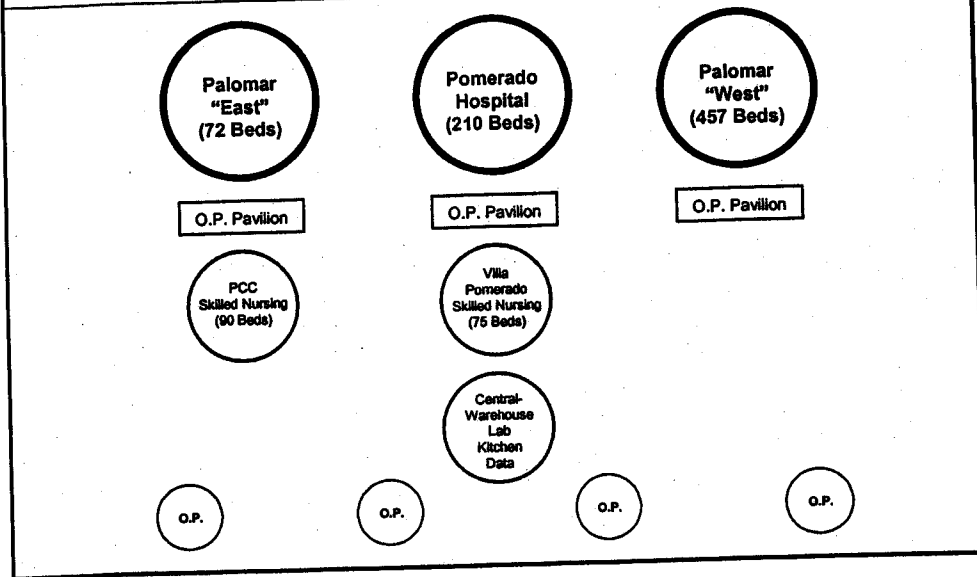 Palomar
"East"
(72 Beds)
Pomerado
Hospital
(210 Beds)
Palomar
"West"
(457 Beds)
O.P. Pavilion
O.P. Pavilion
O.P. Pavilion
PCC
Skilled Nursing
(90 Beds)
Villa
Pomerado
Skilled Nursing
(75 Beds)
Central-
Warehouse
Lab
Kitchen
Data
O.P.
O.P.
O.P.
O.P.